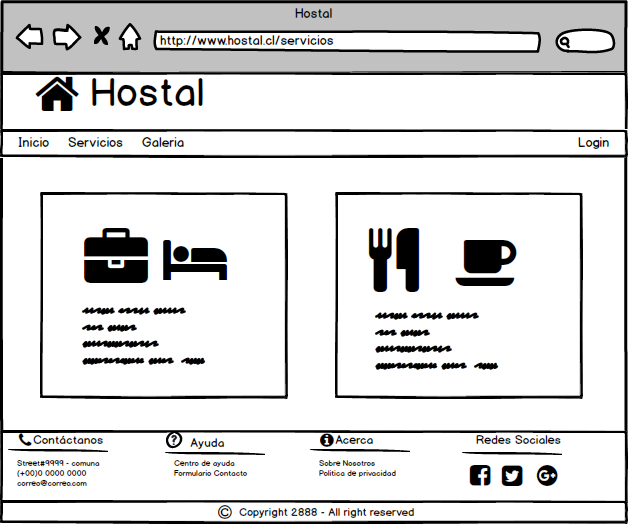 Hostal
http://www.hostal.cl/servicios
Hostal
Inicio Servicios Galeria Login
Contáctanos
Street#9999 - comuna
(+00)0 0000 0000
correo@correo.com
Ayuda
Centro de ayuda
Formulario Contacto
Acerca
Sobre Nosotros
Politica de privacidad
Redes Sociales
© Copyright 2888 - All right reserved